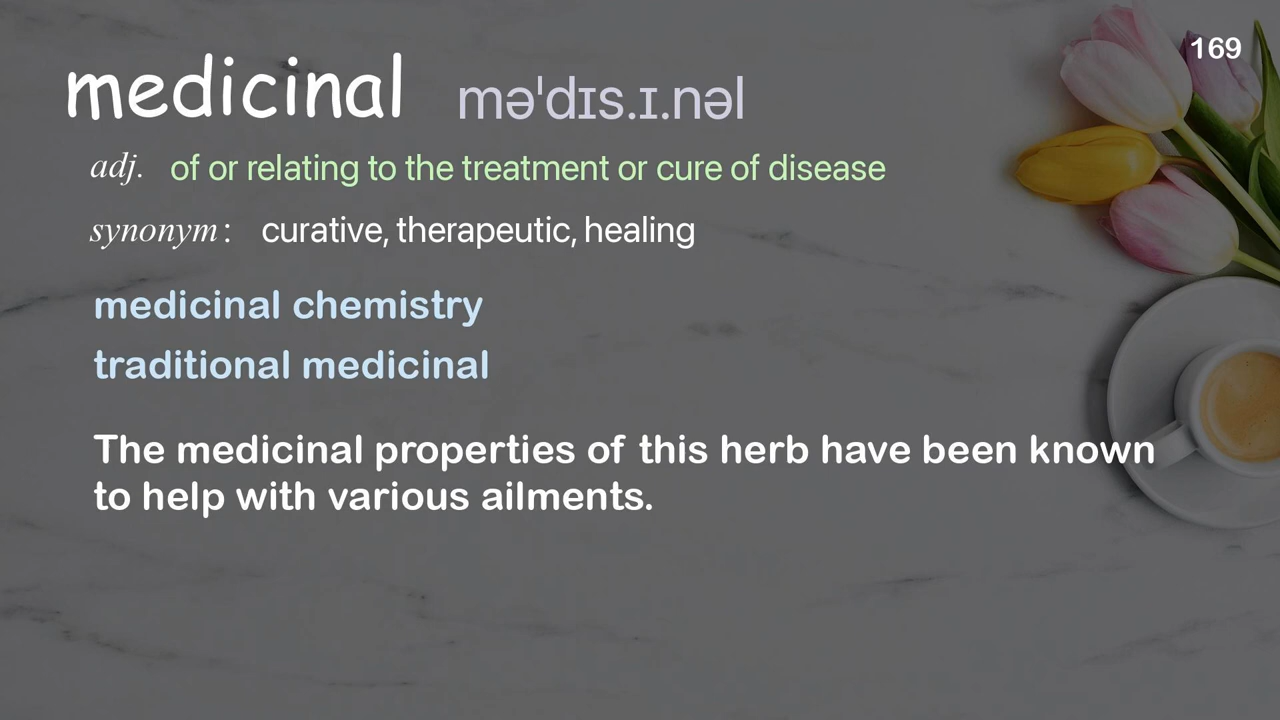 169
medicinal məˈdɪs.ɪ.nəl
adj. of or relating to the treatment or cure of disease
synonym : curative, therapeutic, healing
medicinal chemistry
traditional medicinal
The medicinal properties of this herb have been known
to help with various ailments.